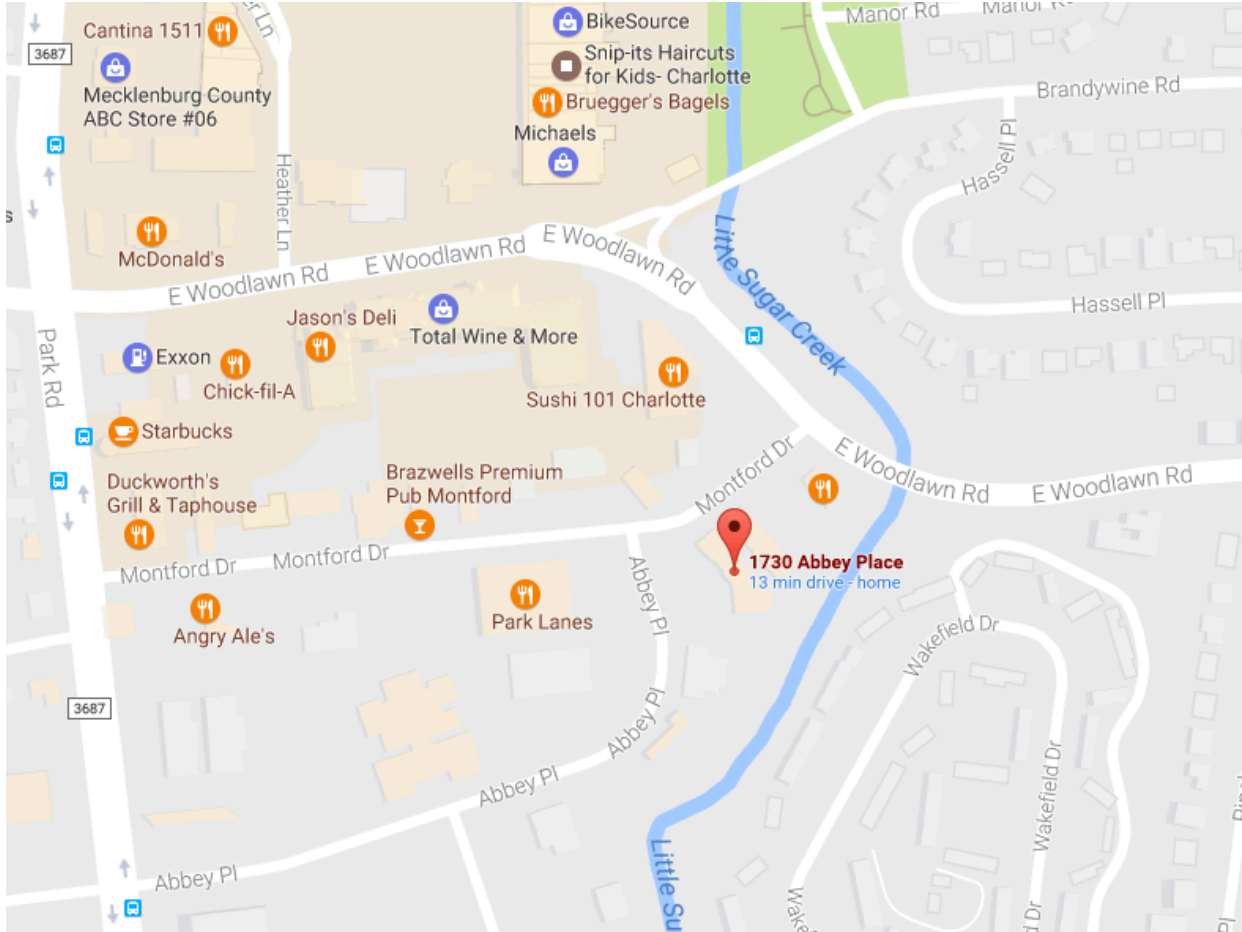 Manor Rd
Cantina 1511
BikeSource
3687
Snip-its Haircuts
for Kids- Charlotte
Mecklenburg County
ABC Store #06
Brandywine Rd
Bruegger's Bagels
Michaels
Heather Ln
Hassell Pl
McDonald's
E Woodlawn Rd
E Woodlawn Rd
E Woodlawn Rd
Little Sugar Creek
Hassell Pl
Jason's Deli
Total Wine & More
Park Rd
Exxon
Chick-fil-A
Sushi 101 Charlotte
Starbucks
Montford Dr
E Woodlawn Rd
E Woodlawn Rd
Duckworth's
Grill & Taphouse
Brazwells Premium
Pub Montford
Montford Dr
Montford Dr
1730 Abbey Place
13 min drive - home
Abbey Pl
Park Lanes
Angry Ale's
Wakefield Dr
3687
Abbey Pl
Abbey Pl
Wakefield Dr
Abbey Pl
Little Su
Wake
Dr
Pl